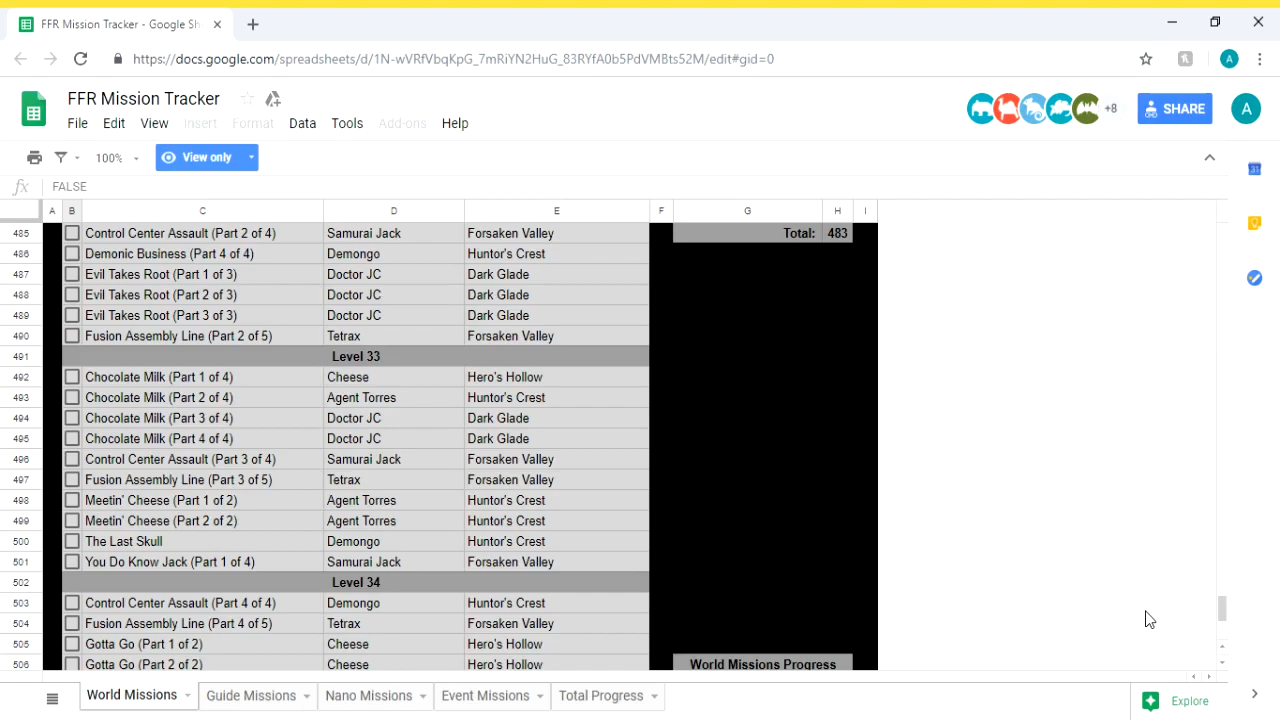 FFR Mission Tracker - Google Sh
https://docs.google.com/spreadsheets/d/1N-wVRfVbqKpG_7mRiYN2HuG_83RYfA0b5PdVMBts52M/edit#gid=0
A
FFR Mission Tracker
+8
SHARE
A
File Edit View Insert Format Data Tools Add-ons Help
100% View only
fx FALSE
A B C D E F G H I
485 Control Center Assault (Part 2 of 4) Samurai Jack Forsaken Valley Total: 483
486 Demonic Business (Part 4 of 4) Demongo Huntor's Crest
487 Evil Takes Root (Part 1 of 3) Doctor JC Dark Glade
488 Evil Takes Root (Part 2 of 3) Doctor JC Dark Glade
489 Evil Takes Root (Part 3 of 3) Doctor JC Dark Glade
490 Fusion Assembly Line (Part 2 of 5) Tetrax Forsaken Valley
491 Level 33
492 Chocolate Milk (Part 1 of 4) Cheese Hero's Hollow
493 Chocolate Milk (Part 2 of 4) Agent Torres Huntor's Crest
494 Chocolate Milk (Part 3 of 4) Doctor JC Dark Glade
495 Chocolate Milk (Part 4 of 4) Doctor JC Dark Glade
496 Control Center Assault (Part 3 of 4) Samurai Jack Forsaken Valley
497 Fusion Assembly Line (Part 3 of 5) Tetrax Forsaken Valley
498 Meetin' Cheese (Part 1 of 2) Agent Torres Huntor's Crest
499 Meetin' Cheese (Part 2 of 2) Agent Torres Huntor's Crest
500 The Last Skull Demongo Huntor's Crest
501 You Do Know Jack (Part 1 of 4) Samurai Jack Forsaken Valley
502 Level 34
503 Control Center Assault (Part 4 of 4) Demongo Huntor's Crest
504 Fusion Assembly Line (Part 4 of 5) Tetrax Forsaken Valley
505 Gotta Go (Part 1 of 2) Cheese Hero's Hollow
506 Gotta Go (Part 2 of 2) Cheese Hero's Hollow World Missions Progress
World Missions Guide Missions Nano Missions Event Missions Total Progress
Explore